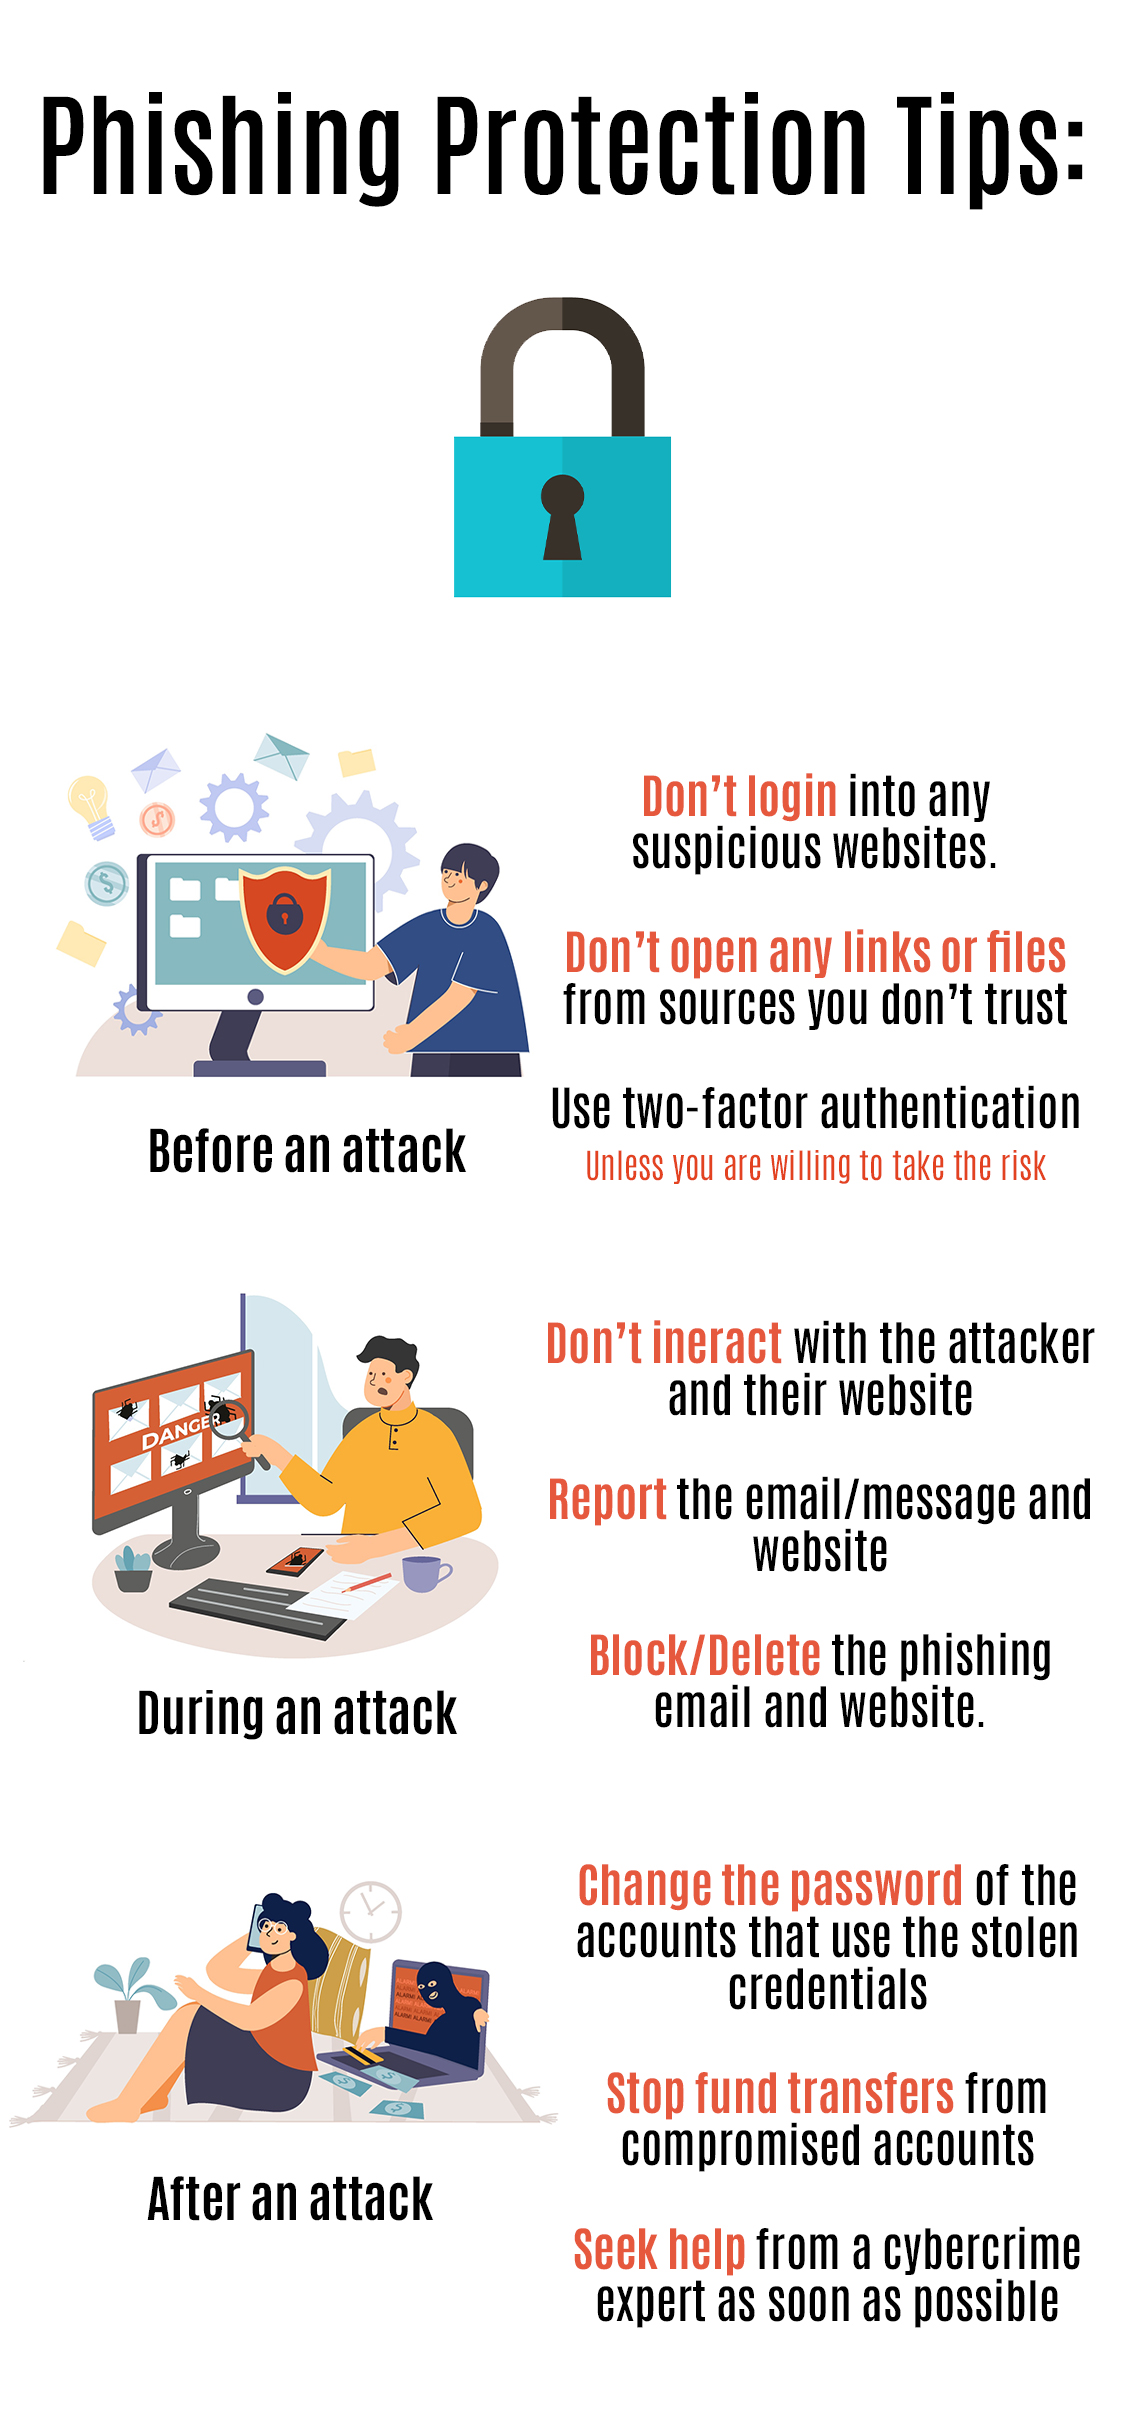 Phishing Protection Tips:
Don't login into any
suspicious websites.
Don't open any links or files
from sources you don't trust
Use two-factor authentication
Unless you are willing to take the risk
Before an attack
Don't ineract with the attacker
and their website
Report the email/message and
website
Block/Delete the phishing
email and website.
DANGER
During an attack
Change the password of the
accounts that use the stolen
credentials
Stop fund transfers from
compromised accounts
Seek help from a cybercrime
expert as soon as possible
ALARM! ALARM!
After an attack